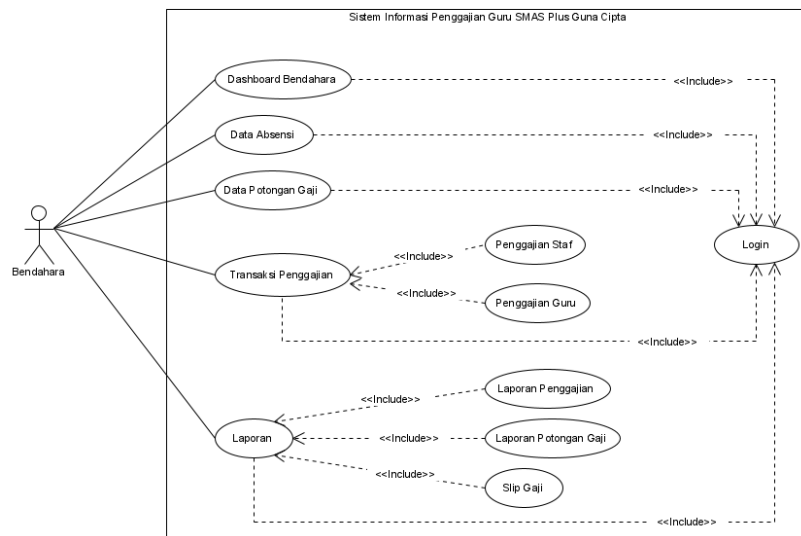 Sistem Informasi Penggajian Guru SMAS Plus Guna Cipta
Dashboard Bendahara
<<Include>>
Data Absensi
<<Include>>
Data Potongan Gaji
<<Include>>
Bendahara
Login
Transaksi Penggajian
<<Include>>
Penggajian Staf
<<Include>>
Penggajian Guru
<<Include>>
Laporan
<<Include>>
Laporan Penggajian
<<Include>>
Laporan Potongan Gaji
<<Include>>
Slip Gaji
<<Include>>